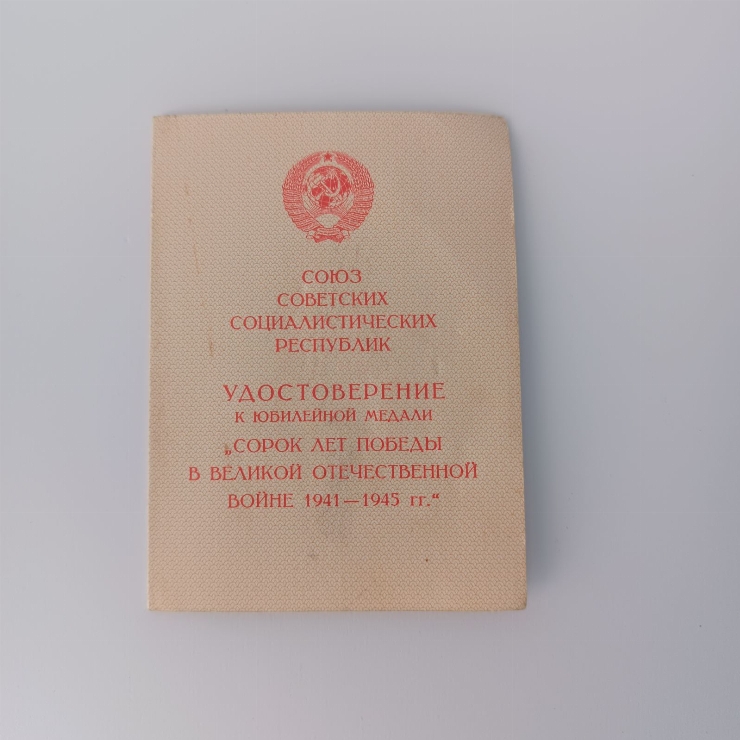 СОЮЗ
СОВЕТСКИХ
СОЦИАЛИСТИЧЕСКИХ
РЕСПУБЛИК
УДОСТОВЕРЕНИЕ
К ЮБИЛЕЙНОЙ МЕДАЛИ
„СОРОК ЛЕТ ПОБЕДЫ
В ВЕЛИКОЙ ОТЕЧЕСТВЕННОЙ
ВОЙНЕ 1941—1945 гг.“